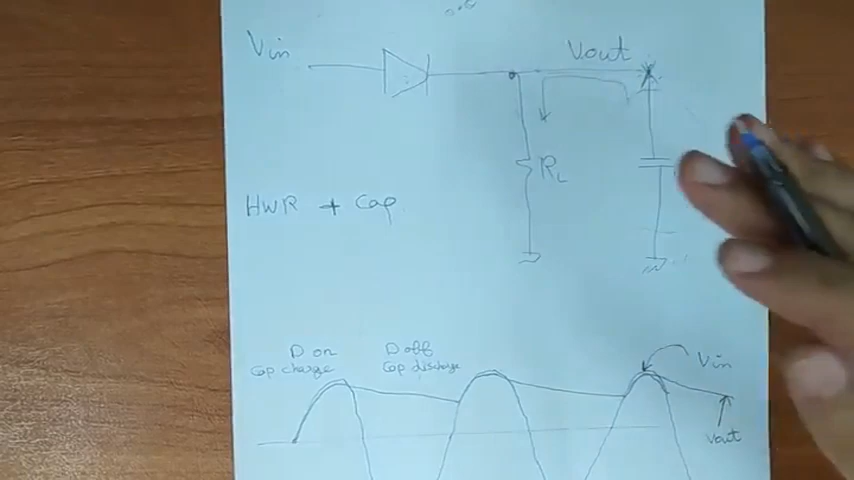 Vin
Vout
RL
HWR + Cap
D on
Cap charge
D off
Cap discharge
Vin
Vout